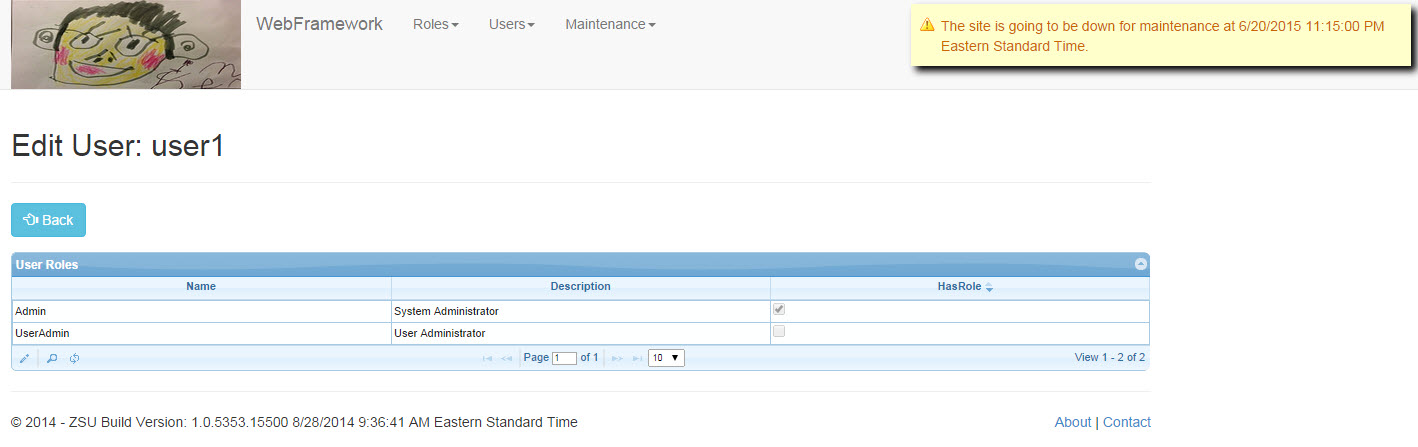 WebFramework Roles Users Maintenance
The site is going to be down for maintenance at 6/20/2015 11:15:00 PM
Eastern Standard Time.
Edit User: user1
Back
User Roles
Name Description HasRole
Admin System Administrator
UserAdmin User Administrator
Page 1 of 1 10 View 1 - 2 of 2
© 2014 - ZSU Build Version: 1.0.5353.15500 8/28/2014 9:36:41 AM Eastern Standard Time About | Contact